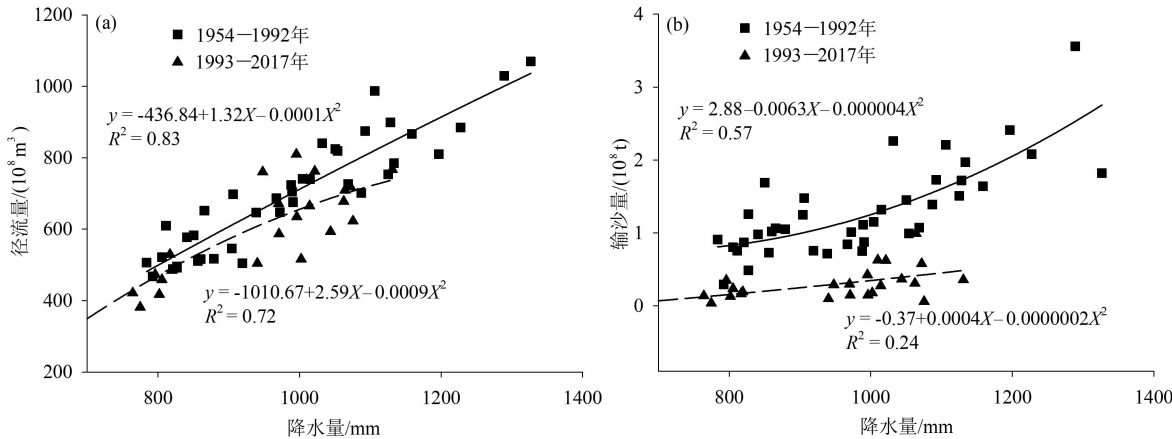 (a)
1954—1992年
1993—2017年
y = -436.84+1.32X–0.0001X²
R² = 0.83
y = -1010.67+2.59X–0.0009X²
R² = 0.72
径流量/(10⁸ m³)
1200
1000
800
600
400
200
800
1000
1200
1400
降水量/mm
(b)
1954—1992年
1993—2017年
y = 2.88–0.0063X–0.000004X²
R² = 0.57
y = -0.37+0.0004X–0.0000002X²
R² = 0.24
输沙量/(10⁸ t)
4
3
2
1
0
800
1000
1200
1400
降水量/mm